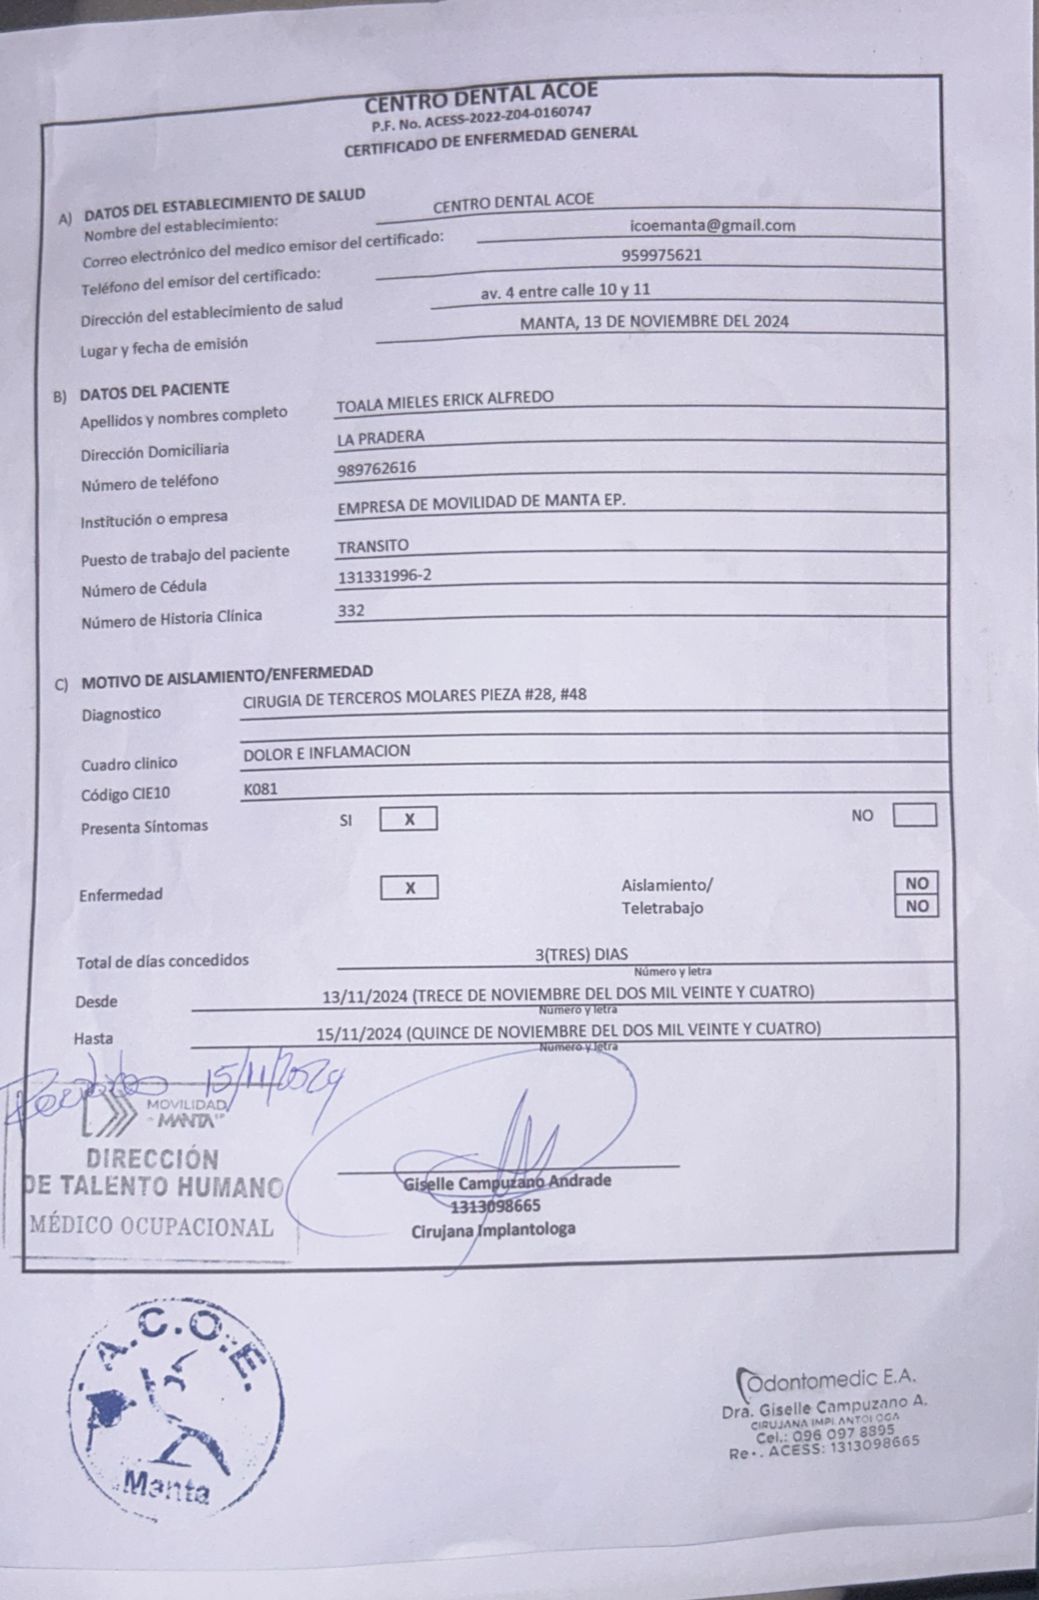 CENTRO DENTAL ACOE
P.F. No. ACESS-2022-Z04-0160747
CERTIFICADO DE ENFERMEDAD GENERAL
A) DATOS DEL ESTABLECIMIENTO DE SALUD
Nombre del establecimiento: CENTRO DENTAL ACOE
Correo electrónico del medico emisor del certificado: icoemanta@gmail.com
Teléfono del emisor del certificado: 959975621
Dirección del establecimiento de salud av. 4 entre calle 10 y 11
Lugar y fecha de emisión MANTA, 13 DE NOVIEMBRE DEL 2024
B) DATOS DEL PACIENTE
Apellidos y nombres completo TOALA MIELES ERICK ALFREDO
Dirección Domiciliaria LA PRADERA
Número de teléfono 989762616
Institución o empresa EMPRESA DE MOVILIDAD DE MANTA EP.
Puesto de trabajo del paciente TRANSITO
Número de Cédula 131331996-2
Número de Historia Clínica 332
C) MOTIVO DE AISLAMIENTO/ENFERMEDAD
Diagnostico CIRUGIA DE TERCEROS MOLARES PIEZA #28, #48
Cuadro clinico DOLOR E INFLAMACION
Código CIE10 K081
Presenta Síntomas SI X NO
Enfermedad X Aislamiento/ NO
Teletrabajo NO
Total de días concedidos 3(TRES) DIAS
Número y letra
Desde 13/11/2024 (TRECE DE NOVIEMBRE DEL DOS MIL VEINTE Y CUATRO)
Número y letra
Hasta 15/11/2024 (QUINCE DE NOVIEMBRE DEL DOS MIL VEINTE Y CUATRO)
Número y letra
15/11/2024
MOVILIDAD
MANTA EP
DIRECCIÓN
DE TALENTO HUMANO
MÉDICO OCUPACIONAL
Giselle Campuzano Andrade
1313098665
Cirujana Implantologa
A.C.O.E.
Manta
Odontomedic E.A.
Dra. Giselle Campuzano A.
CIRUJANA IMPLANTOLOGA
Cel.: 096 097 8895
Re . ACESS: 1313098665